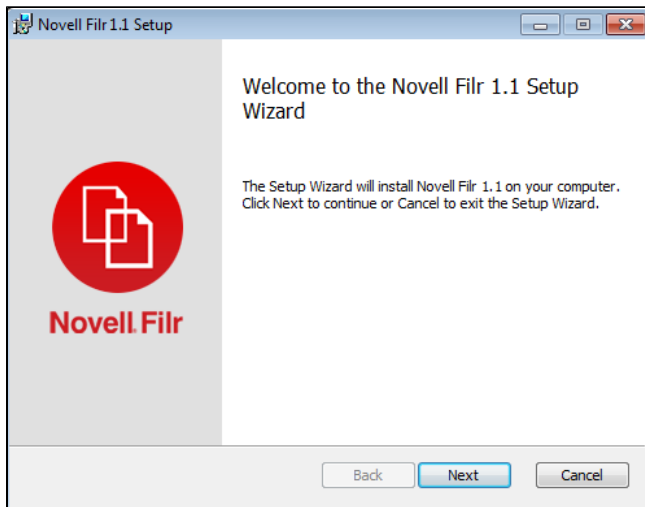 Novell Filr 1.1 Setup
Welcome to the Novell Filr 1.1 Setup
Wizard
The Setup Wizard will install Novell Filr 1.1 on your computer.
Click Next to continue or Cancel to exit the Setup Wizard.
Novell. Filr
Back Next Cancel